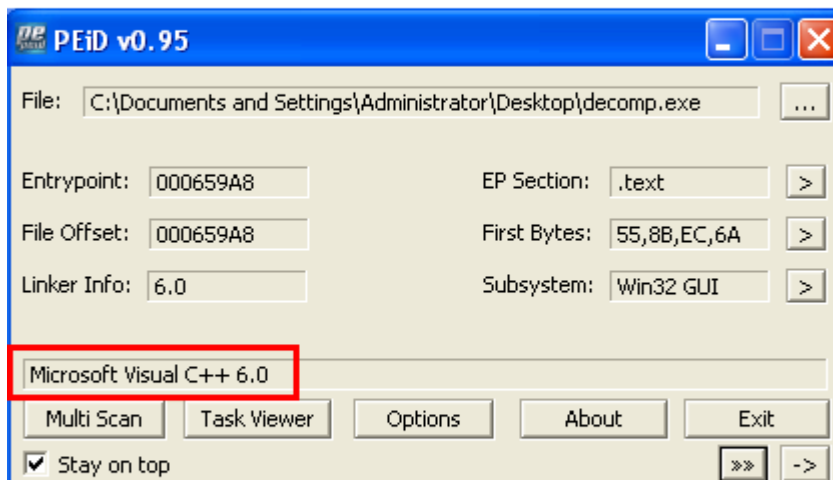 PEiD v0.95
File: C:\Documents and Settings\Administrator\Desktop\decomp.exe ...
Entrypoint: 000659A8 EP Section: .text >
File Offset: 000659A8 First Bytes: 55,8B,EC,6A >
Linker Info: 6.0 Subsystem: Win32 GUI >
Microsoft Visual C++ 6.0
Multi Scan Task Viewer Options About Exit
Stay on top »» ->